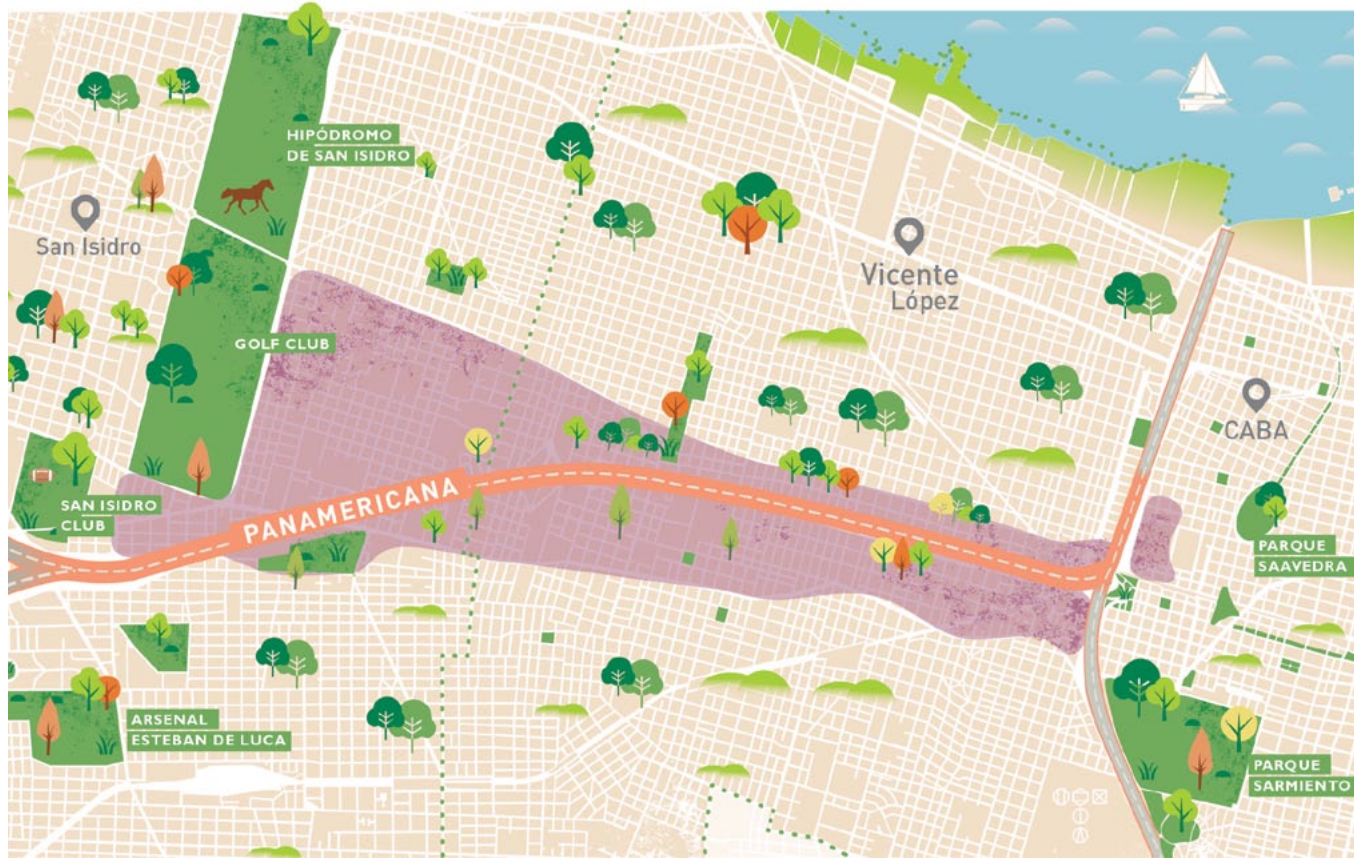 HIPÓDROMO
DE SAN ISIDRO
San Isidro
Vicente
López
GOLF CLUB
CABA
PANAMERICANA
SAN ISIDRO
CLUB
PARQUE
SAAVEDRA
ARSENAL
ESTEBAN DE LUCA
PARQUE
SARMIENTO